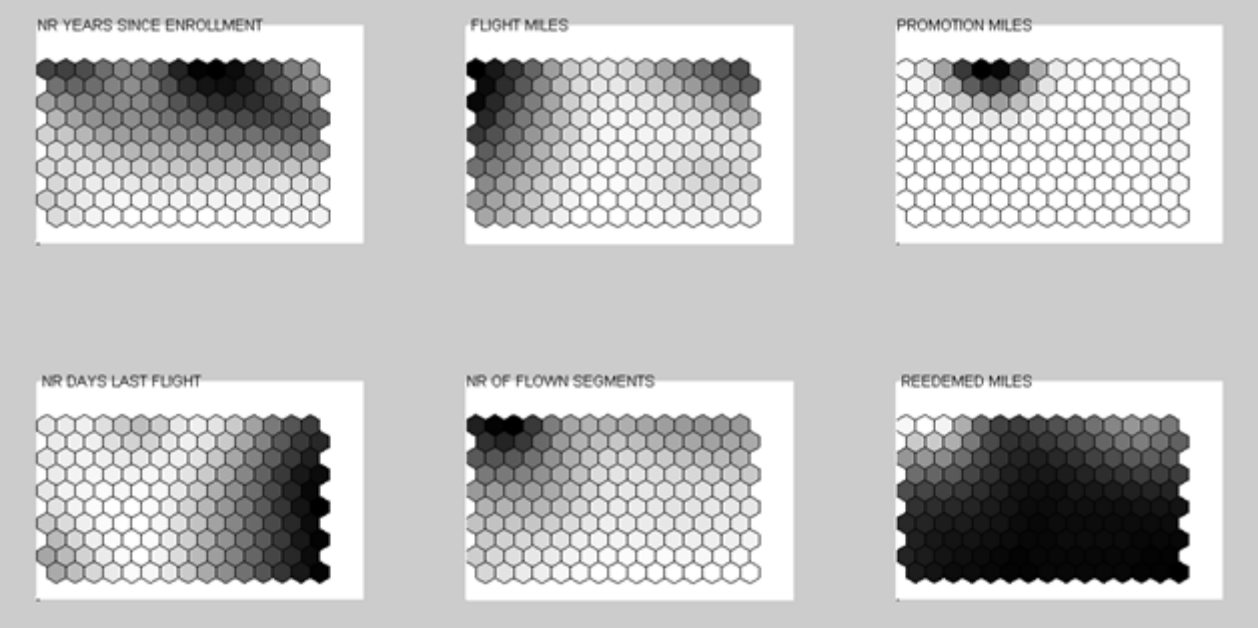 NR YEARS SINCE ENROLLMENT
FLIGHT MILES
PROMOTION MILES
NR DAYS LAST FLIGHT
NR OF FLOWN SEGMENTS
REEDEMED MILES